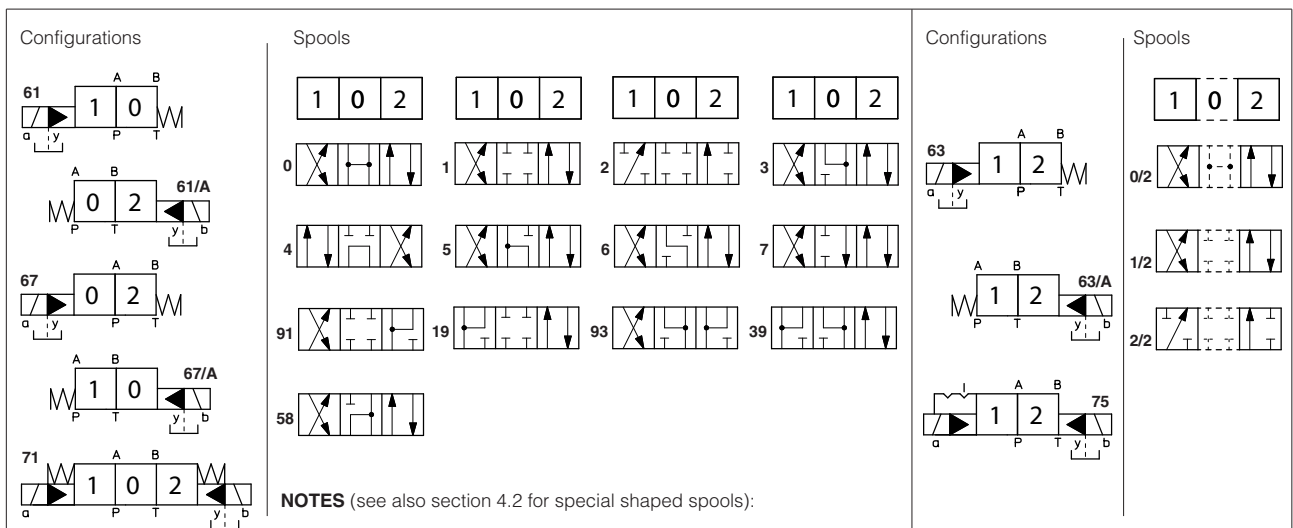 Configurations
Spools
Configurations
Spools
61
A B
1 0
a y P T
A B
61/A
0 2
P T y b
67
A B
0 2
a y P T
A B
67/A
1 0
P T y b
71
A B
1 0 2
a P T y b
1 0 2
1 0 2
1 0 2
1 0 2
0
1
2
3
4
5
6
7
91
19
93
39
58
NOTES (see also section 4.2 for special shaped spools):
63
A B
1 2
a y P T
A B
63/A
1 2
P T y b
A B
75
1 2
a P T y b
1 0 2
0/2
1/2
2/2